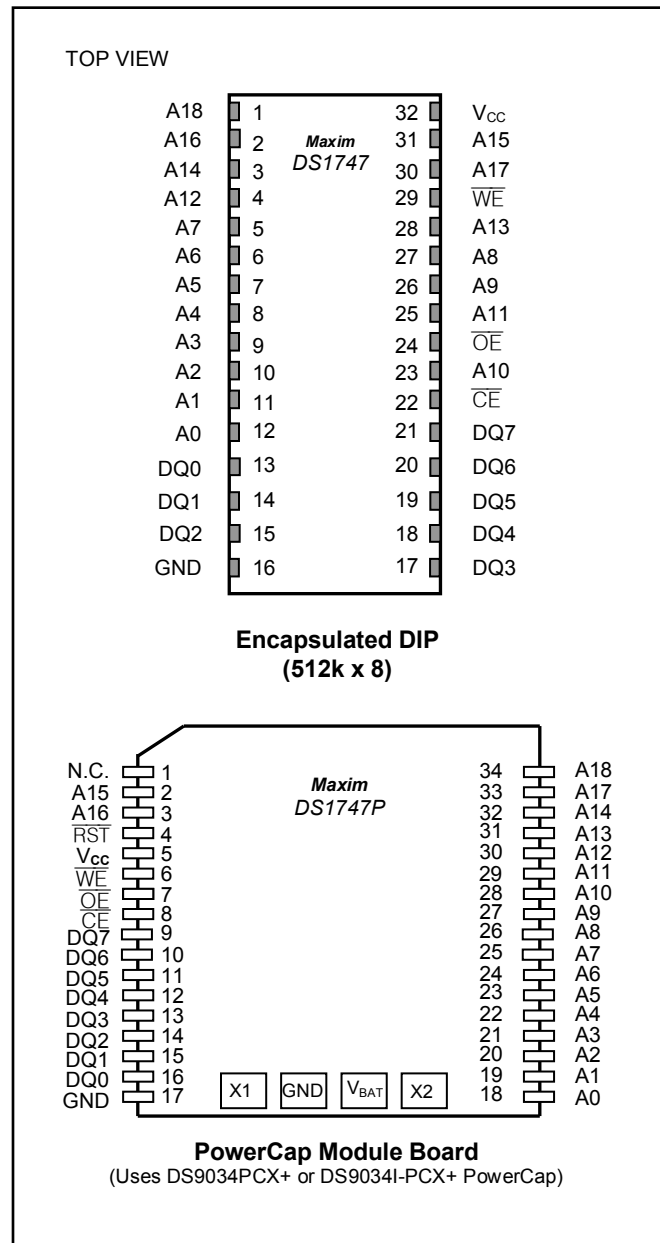 TOP VIEW
A18 1 32 VCC
A16 2 Maxim 31 A15
A14 3 DS1747 30 A17
A12 4 29 W̅E̅
A7 5 28 A13
A6 6 27 A8
A5 7 26 A9
A4 8 25 A11
A3 9 24 O̅E̅
A2 10 23 A10
A1 11 22 C̅E̅
A0 12 21 DQ7
DQ0 13 20 DQ6
DQ1 14 19 DQ5
DQ2 15 18 DQ4
GND 16 17 DQ3
Encapsulated DIP
(512k x 8)
N.C. 1 Maxim 34 A18
A15 2 DS1747P 33 A17
A16 3 32 A14
R̅S̅T̅ 4 31 A13
VCC 5 30 A12
W̅E̅ 6 29 A11
O̅E̅ 7 28 A10
C̅E̅ 8 27 A9
DQ7 9 26 A8
DQ6 10 25 A7
DQ5 11 24 A6
DQ4 12 23 A5
DQ3 13 22 A4
DQ2 14 21 A3
DQ1 15 20 A2
DQ0 16 19 A1
GND 17 X1 GND VBAT X2 18 A0
PowerCap Module Board
(Uses DS9034PCX+ or DS9034I-PCX+ PowerCap)